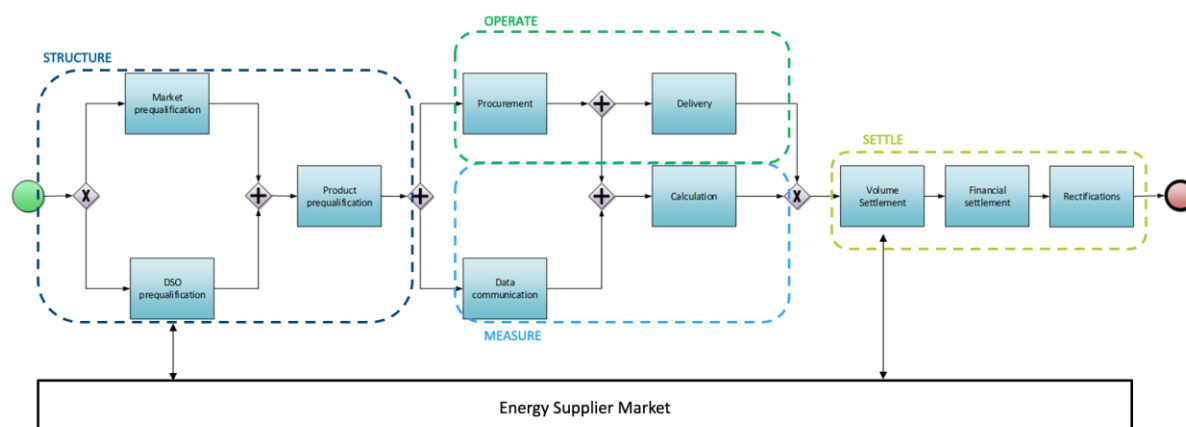 OPERATE
STRUCTURE
Market
prequalification
Procurement
Delivery
SETTLE
Product
prequalification
Calculation
Volume
Settlement
Financial
settlement
Rectifications
X
X
DSO
prequalification
Data
communication
MEASURE
Energy Supplier Market